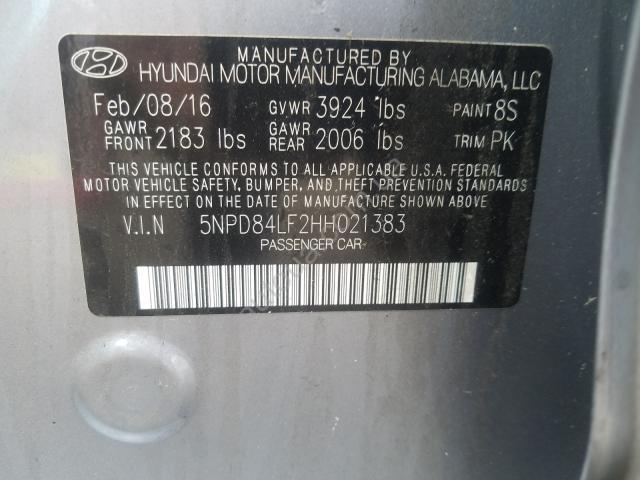 MANUFACTURED BY
HYUNDAI MOTOR MANUFACTURING ALABAMA, LLC
Feb/08/16 GVWR 3924 lbs PAINT 8S
GAWR FRONT 2183 lbs GAWR REAR 2006 lbs TRIM PK
THIS VEHICLE CONFORMS TO ALL APPLICABLE U.S.A. FEDERAL
MOTOR VEHICLE SAFETY, BUMPER, AND THEFT PREVENTION
STANDARDS IN EFFECT ON THE DATE OF MANUFACTURE SHOWN ABOVE.
V.I.N 5NPD84LF2HH021383
PASSENGER CAR